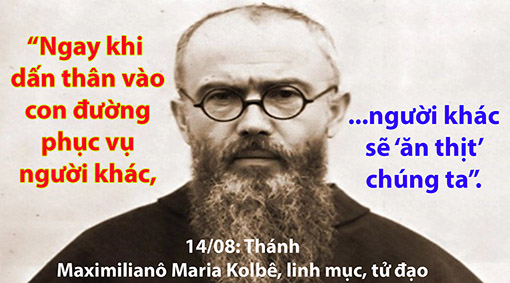 “Ngay khi
dấn thân vào
con đường
phục vụ
người khác,
...người khác
sẽ ‘ăn thịt’
chúng ta”.
14/08: Thánh
Maximilianô Maria Kolbê, linh mục, tử đạo